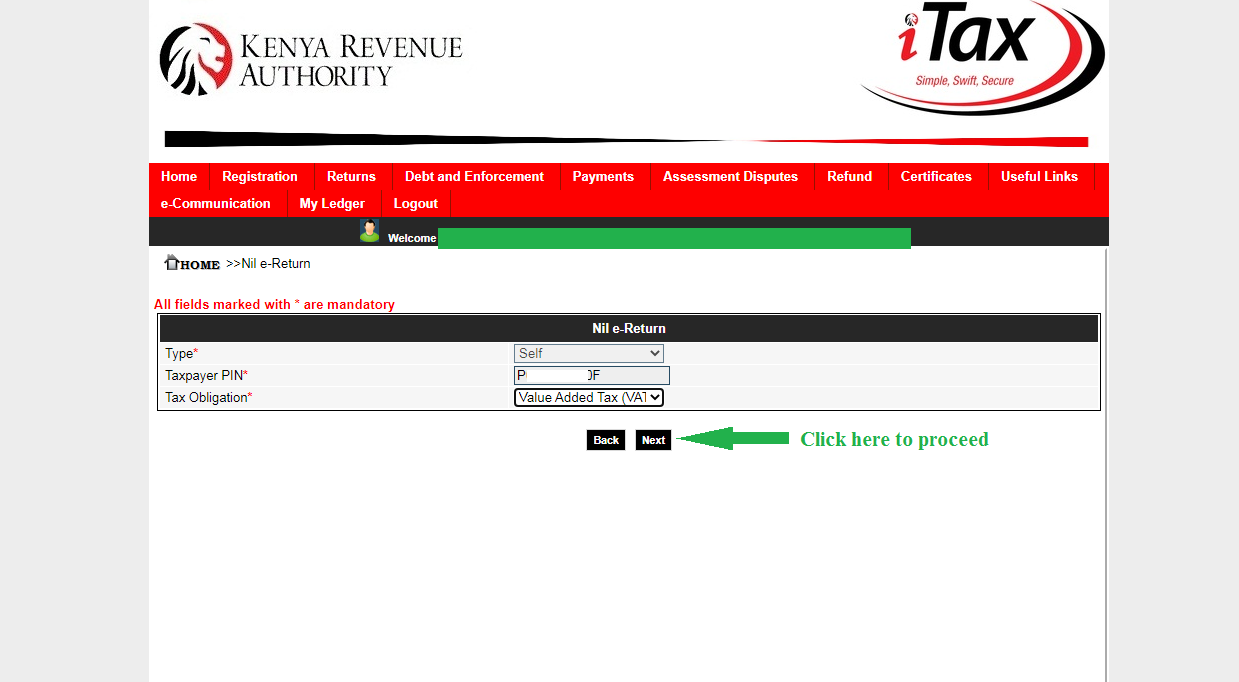 KENYA REVENUE
AUTHORITY
iTax
Simple, Swift, Secure
Home Registration Returns Debt and Enforcement Payments Assessment Disputes Refund Certificates Useful Links
e-Communication My Ledger Logout
Welcome
HOME >>Nil e-Return
All fields marked with * are mandatory
Nil e-Return
Type* Self
Taxpayer PIN* P 0F
Tax Obligation* Value Added Tax (VAT
Back Next Click here to proceed